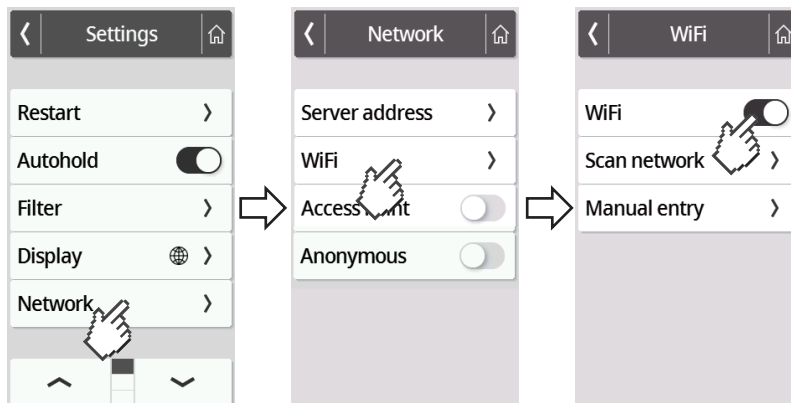 Settings
Restart
Autohold
Filter
Display
Network
Network
Server address
WiFi
Access
Anonymous
WiFi
WiFi
Scan network
Manual entry